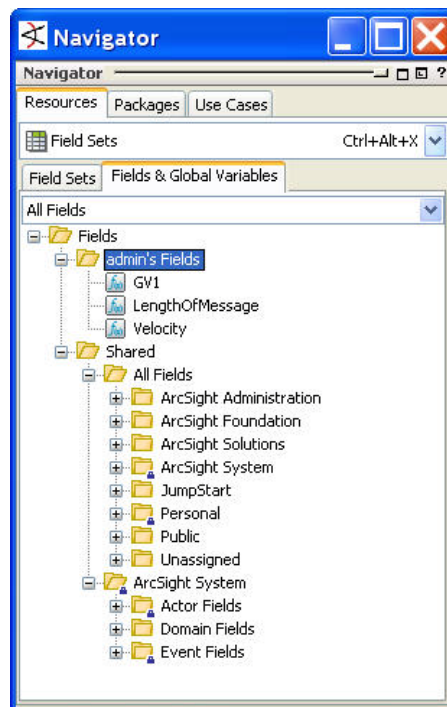 Navigator
Navigator ?
Resources Packages Use Cases
Field Sets Ctrl+Alt+X
Field Sets Fields & Global Variables
All Fields
Fields
admin's Fields
GV1
LengthOfMessage
Velocity
Shared
All Fields
ArcSight Administration
ArcSight Foundation
ArcSight Solutions
ArcSight System
JumpStart
Personal
Public
Unassigned
ArcSight System
Actor Fields
Domain Fields
Event Fields